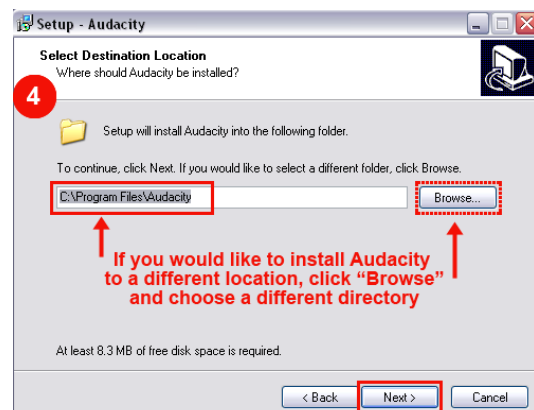 Setup - Audacity
Select Destination Location
Where should Audacity be installed?
4
Setup will install Audacity into the following folder.
To continue, click Next. If you would like to select a different folder, click Browse.
C:\Program Files\Audacity
Browse...
If you would like to install Audacity
to a different location, click “Browse”
and choose a different directory
At least 8.3 MB of free disk space is required.
< Back
Next >
Cancel